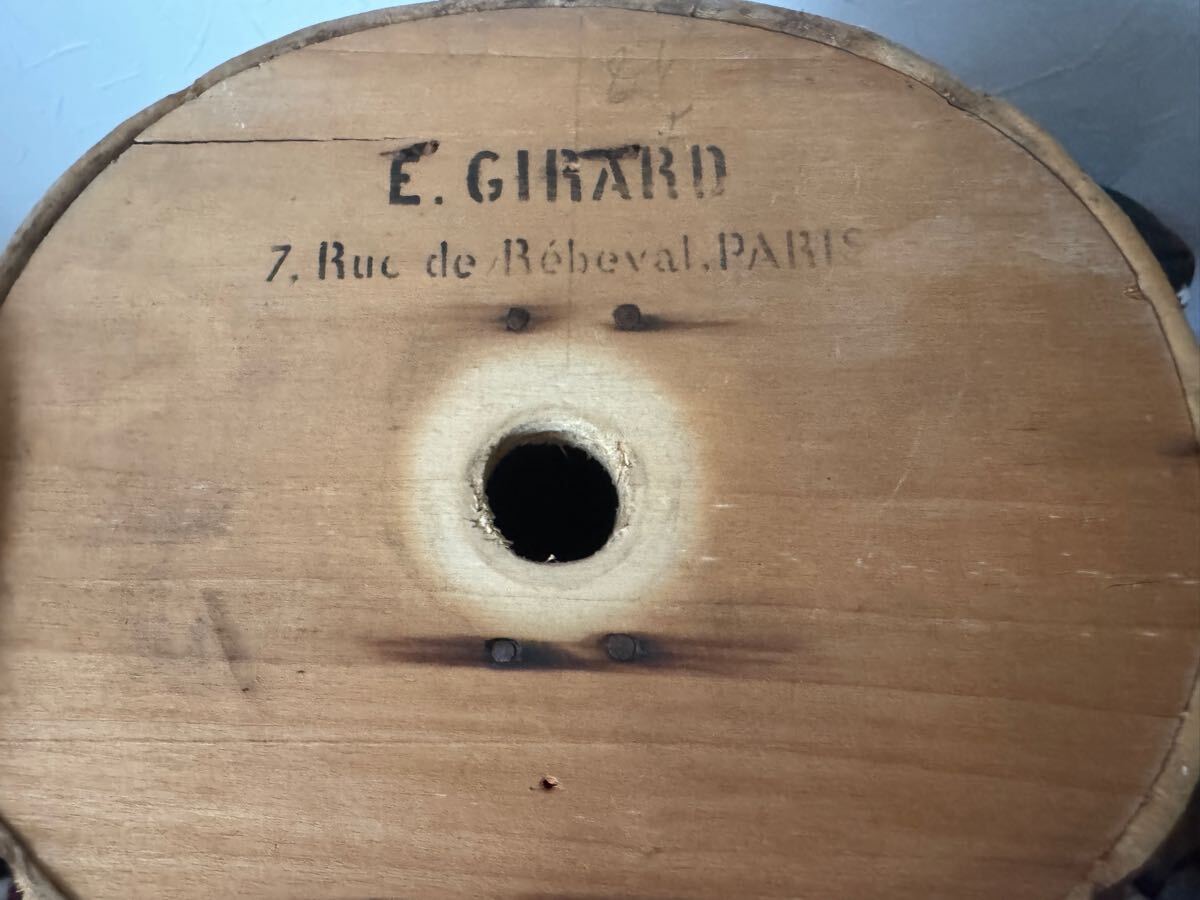 E. GIRARD
7, Rue de Rébeval, PARIS